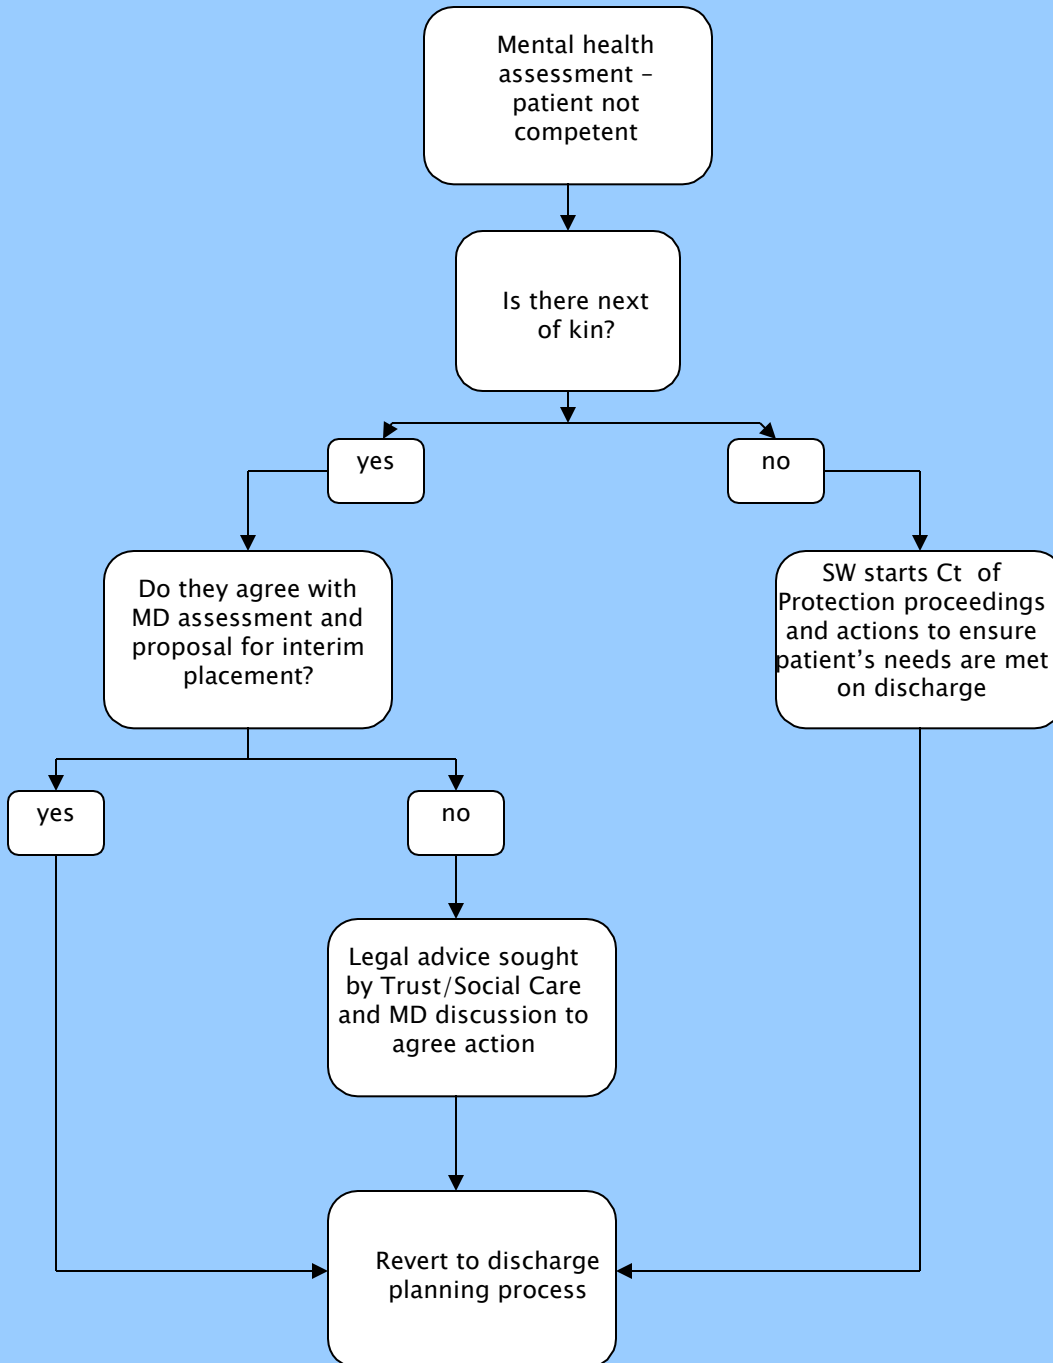 Mental health
assessment –
patient not
competent
Is there next
of kin?
yes
no
Do they agree with
MD assessment and
proposal for interim
placement?
SW starts Ct  of
Protection proceedings
and actions to ensure
patient’s needs are met
on discharge
yes
no
Legal advice sought
by Trust/Social Care
and MD discussion to
agree action
Revert to discharge
planning process